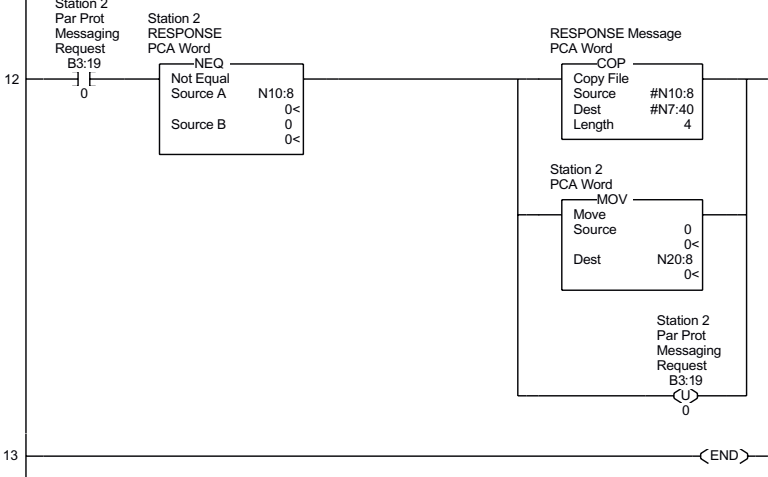 Station 2
Par Prot
Messaging
Request
B3:19
0
Station 2
RESPONSE
PCA Word
NEQ
Not Equal
Source A N10:8
0<
Source B 0
0<
RESPONSE Message
PCA Word
COP
Copy File
Source #N10:8
Dest #N7:40
Length 4
12
Station 2
PCA Word
MOV
Move
Source 0
0<
Dest N20:8
0<
Station 2
Par Prot
Messaging
Request
B3:19
U
0
13
END